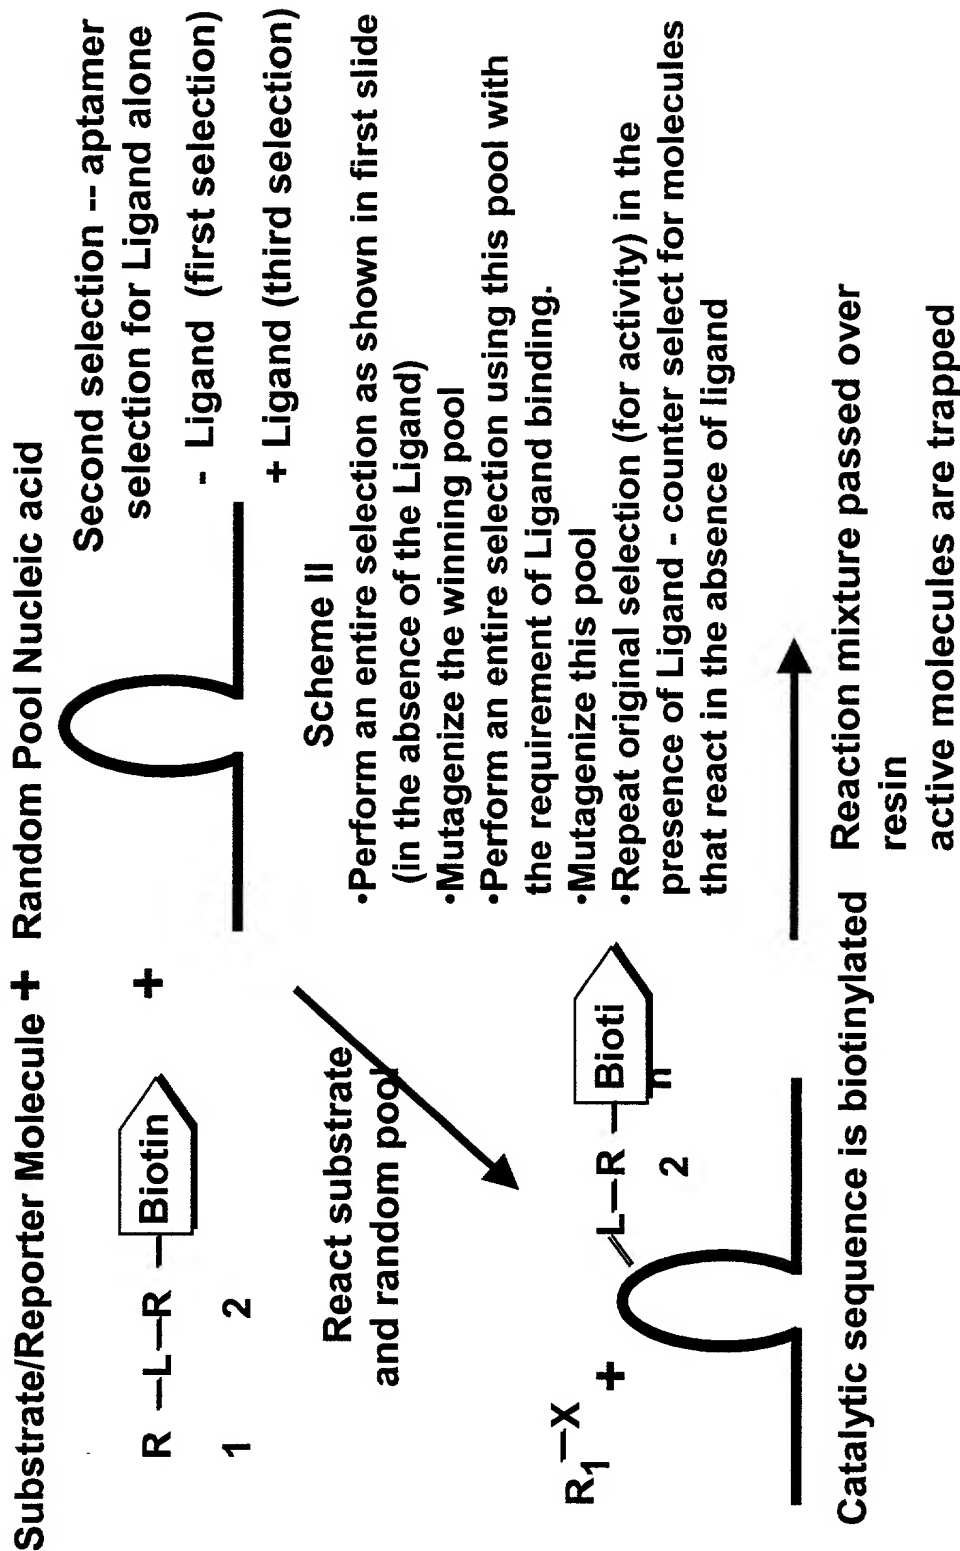 Substrate/Reporter Molecule + Random Pool Nucleic acid
R – L – R – Biotin +
1 2
Second selection -- aptamer
selection for Ligand alone
- Ligand (first selection)
+ Ligand (third selection)
React substrate
and random pool
Scheme II
•Perform an entire selection as shown in first slide
(in the absence of the Ligand)
•Mutagenize the winning pool
•Perform an entire selection using this pool with
the requirement of Ligand binding.
•Mutagenize this pool
•Repeat original selection (for activity) in the
presence of Ligand - counter select for molecules
that react in the absence of ligand
R1–X + L–R – Bioti
2 n
Catalytic sequence is biotinylated
Reaction mixture passed over
resin
active molecules are trapped